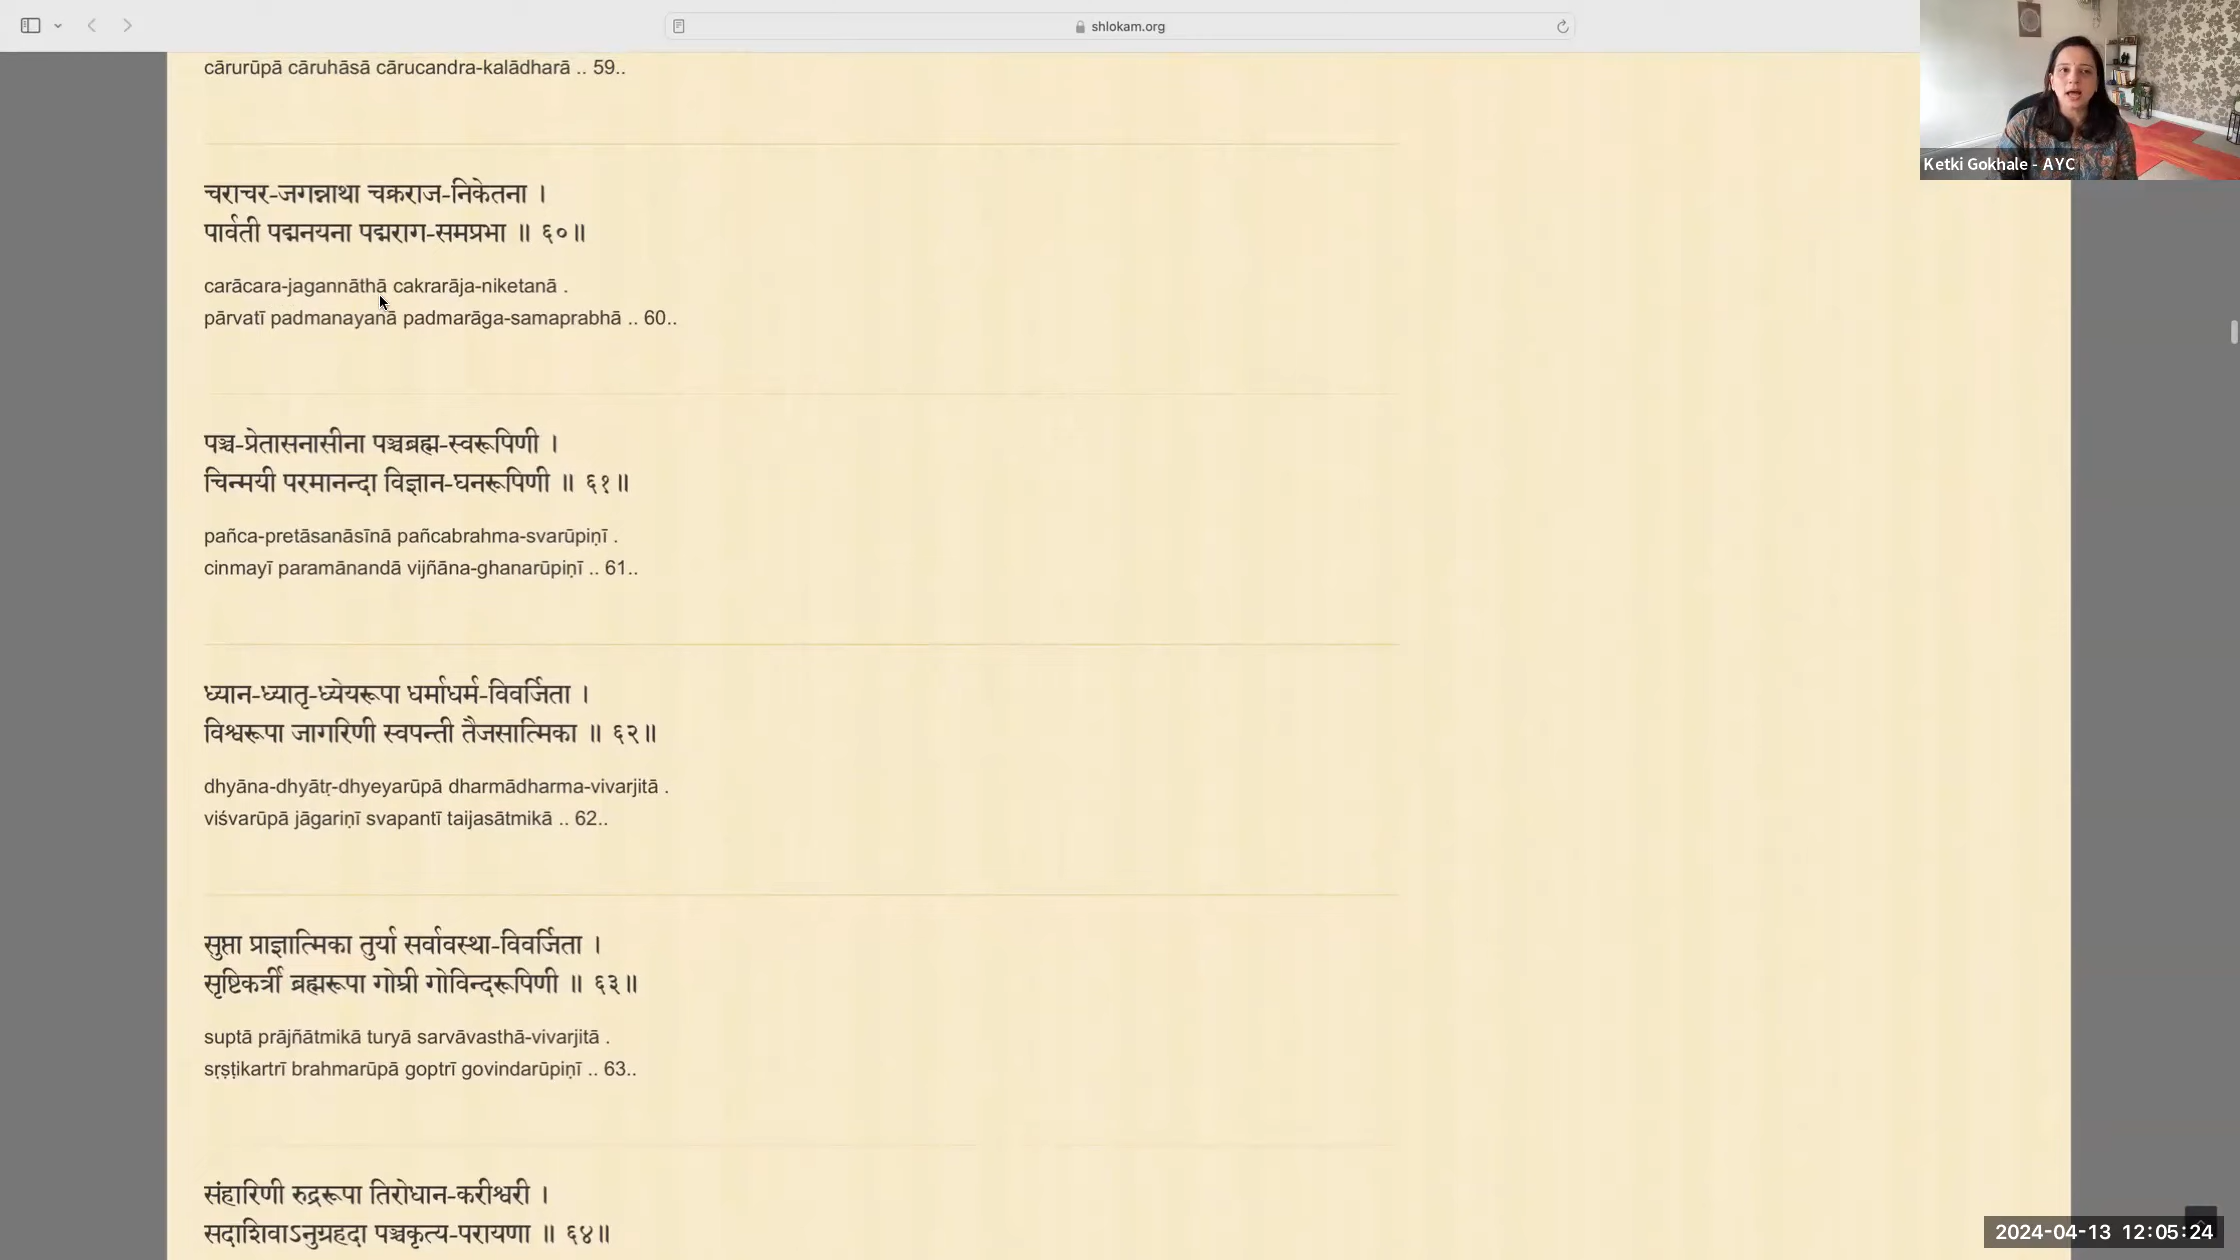 shlokam.org
Ketki Gokhale - AYC
cārurūpā cāruhāsā cārucandra-kalādharā .. 59..
चराचर-जगन्नाथा चक्रराज-निकेतना ।
पार्वती पद्मनयना पद्मराग-समप्रभा ॥ ६०॥
carācara-jagannāthā cakrarāja-niketanā .
pārvatī padmanayanā padmarāga-samaprabhā .. 60..
पञ्च-प्रेतासनासीना पञ्चब्रह्म-स्वरूपिणी ।
चिन्मयी परमानन्दा विज्ञान-घनरूपिणी ॥ ६१॥
pañca-pretāsanāsīnā pañcabrahma-svarūpiṇī .
cinmayī paramānandā vijñāna-ghanarūpiṇī .. 61..
ध्यान-ध्यातृ-ध्येयरूपा धर्माधर्म-विवर्जिता ।
विश्वरूपा जागरिणी स्वपन्ती तैजसात्मिका ॥ ६२॥
dhyāna-dhyātṛ-dhyeyarūpā dharmādharma-vivarjitā .
viśvarūpā jāgariṇī svapantī taijasātmikā .. 62..
सुप्ता प्राज्ञात्मिका तुर्या सर्वावस्था-विवर्जिता ।
सृष्टिकर्त्री ब्रह्मरूपा गोप्त्री गोविन्दरूपिणी ॥ ६३॥
suptā prājñātmikā turyā sarvāvasthā-vivarjitā .
sṛṣṭikartrī brahmarūpā goptrī govindarūpiṇī .. 63..
संहारिणी रुद्ररूपा तिरोधान-करीश्वरी ।
सदाशिवाऽनुग्रहदा पञ्चकृत्य-परायणा ॥ ६४॥
2024-04-13 12:05:24